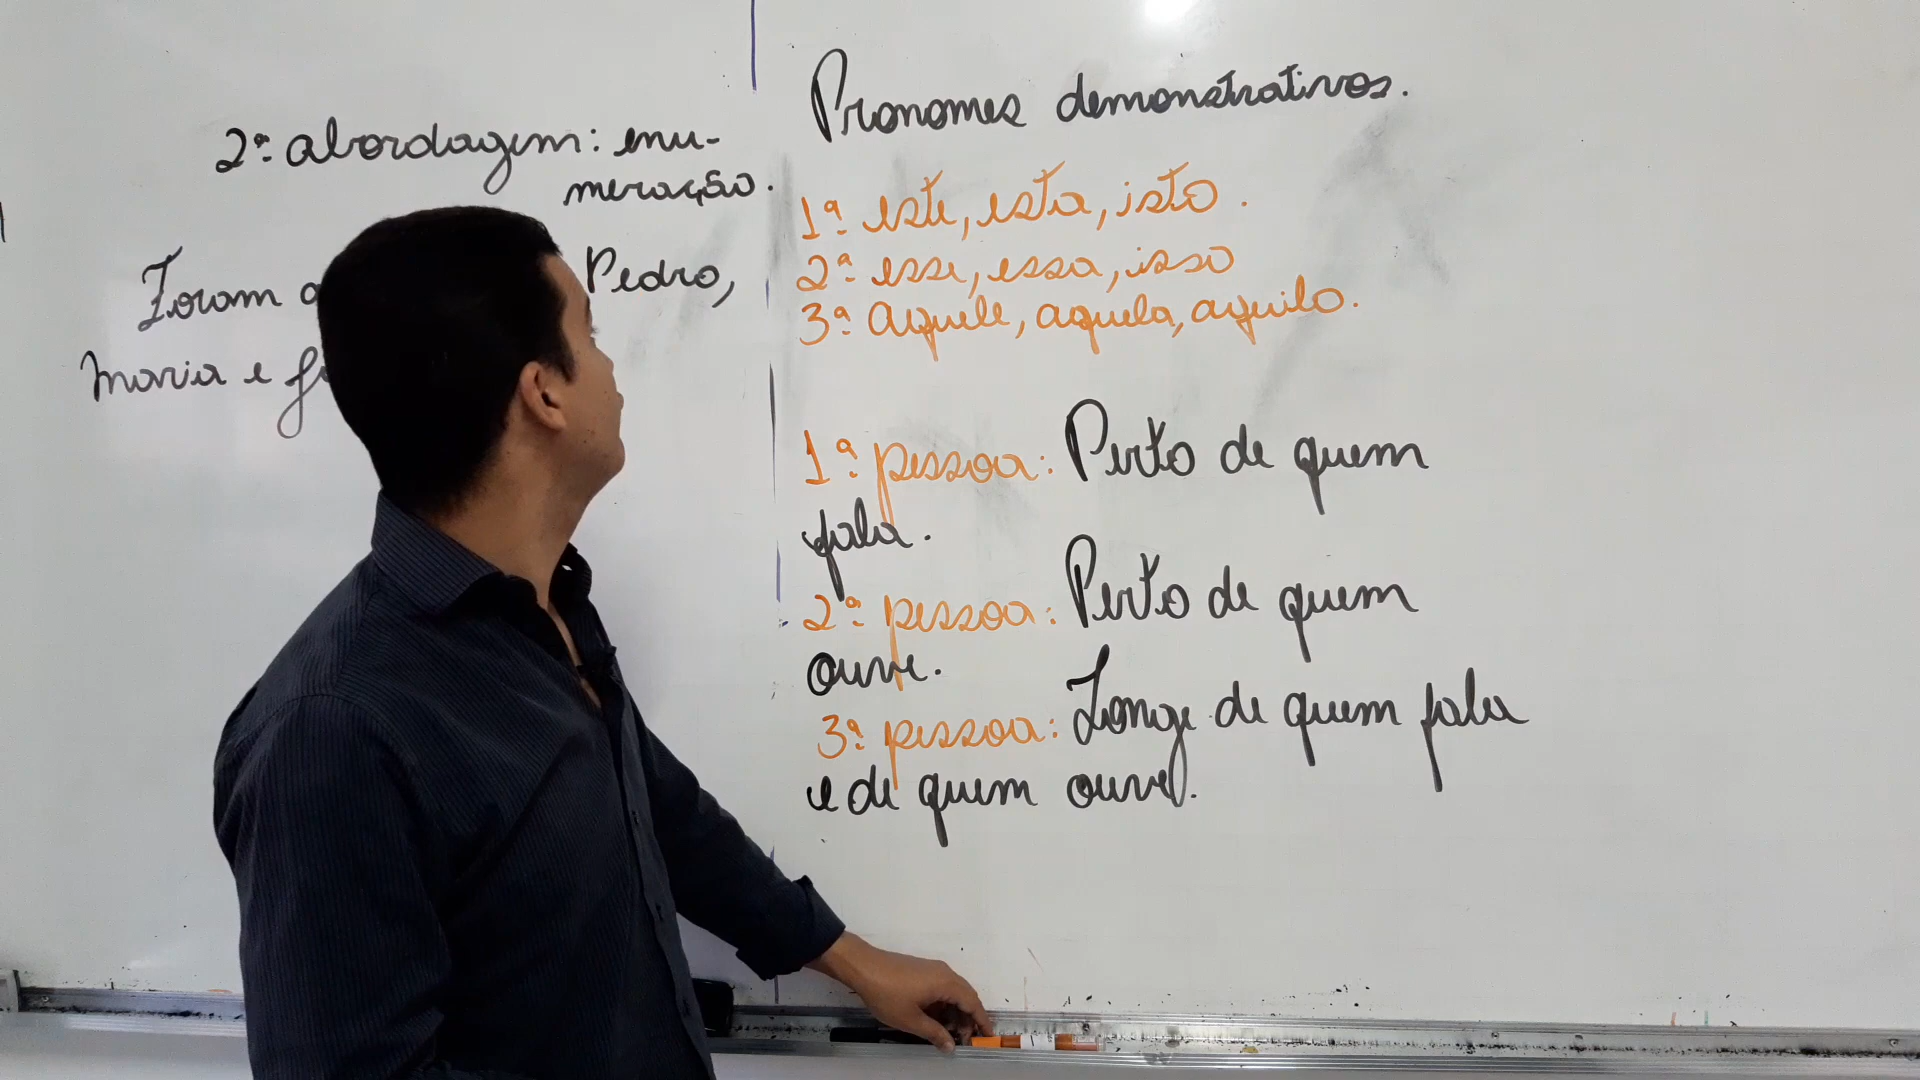 2ª abordagem: enu-
meração.
Foram
Pedro,
Maria e
Pronomes demonstrativos.
1ª este, esta, isto.
2ª esse, essa, isso
3ª Aquele, aquela, aquilo.
1ª pessoa: Perto de quem
fala.
2ª pessoa: Perto de quem
ouve.
3ª pessoa: Longe de quem fala
e de quem ouve.